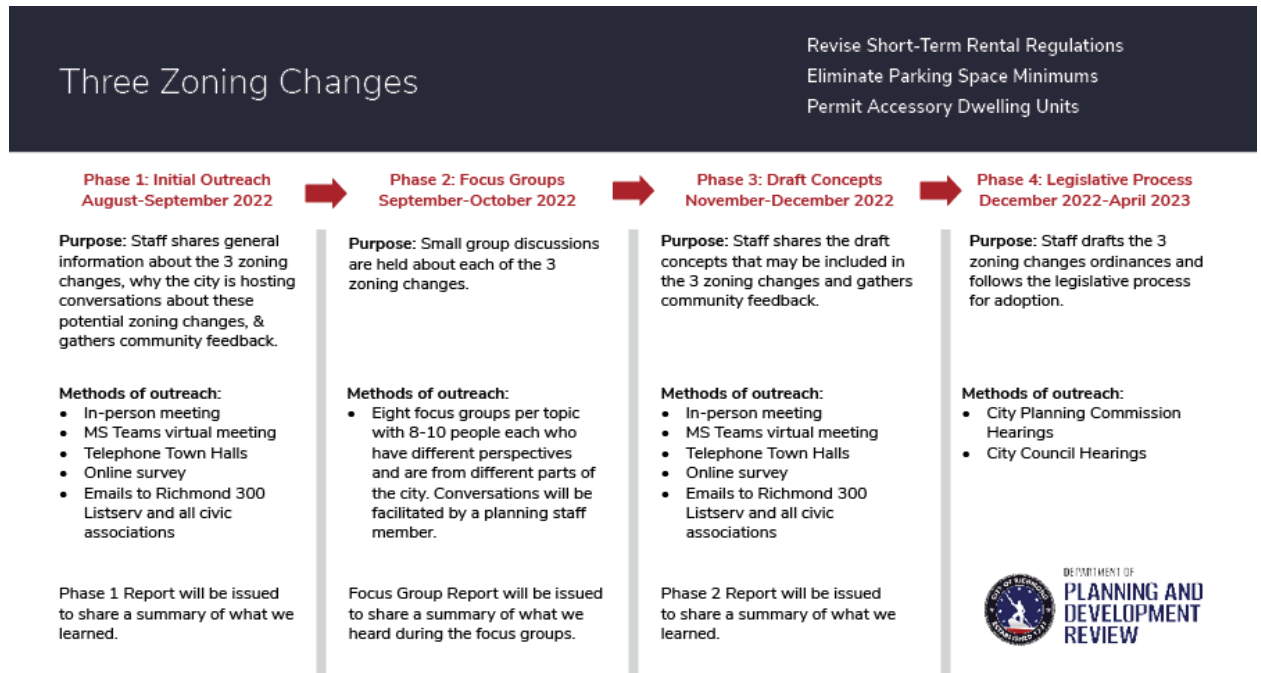 Three Zoning Changes
Revise Short-Term Rental Regulations
Eliminate Parking Space Minimums
Permit Accessory Dwelling Units
Phase 1: Initial Outreach
August-September 2022
Purpose: Staff shares general
information about the 3 zoning
changes, why the city is hosting
conversations about these
potential zoning changes, &
gathers community feedback.
Methods of outreach:
• In-person meeting
• MS Teams virtual meeting
• Telephone Town Halls
• Online survey
• Emails to Richmond 300
Listserv and all civic
associations
Phase 1 Report will be issued
to share a summary of what we
learned.
Phase 2: Focus Groups
September-October 2022
Purpose: Small group discussions
are held about each of the 3
zoning changes.
Methods of outreach:
• Eight focus groups per topic
with 8-10 people each who
have different perspectives
and are from different parts of
the city. Conversations will be
facilitated by a planning staff
member.
Focus Group Report will be issued
to share a summary of what we
heard during the focus groups.
Phase 3: Draft Concepts
November-December 2022
Purpose: Staff shares the draft
concepts that may be included in
the 3 zoning changes and gathers
community feedback.
Methods of outreach:
• In-person meeting
• MS Teams virtual meeting
• Telephone Town Halls
• Online survey
• Emails to Richmond 300
Listserv and all civic
associations
Phase 2 Report will be issued
to share a summary of what we
learned.
Phase 4: Legislative Process
December 2022-April 2023
Purpose: Staff drafts the 3
zoning changes ordinances and
follows the legislative process
for adoption.
Methods of outreach:
• City Planning Commission
Hearings
• City Council Hearings
CITY OF RICHMOND
DEPARTMENT OF
PLANNING AND
DEVELOPMENT
REVIEW